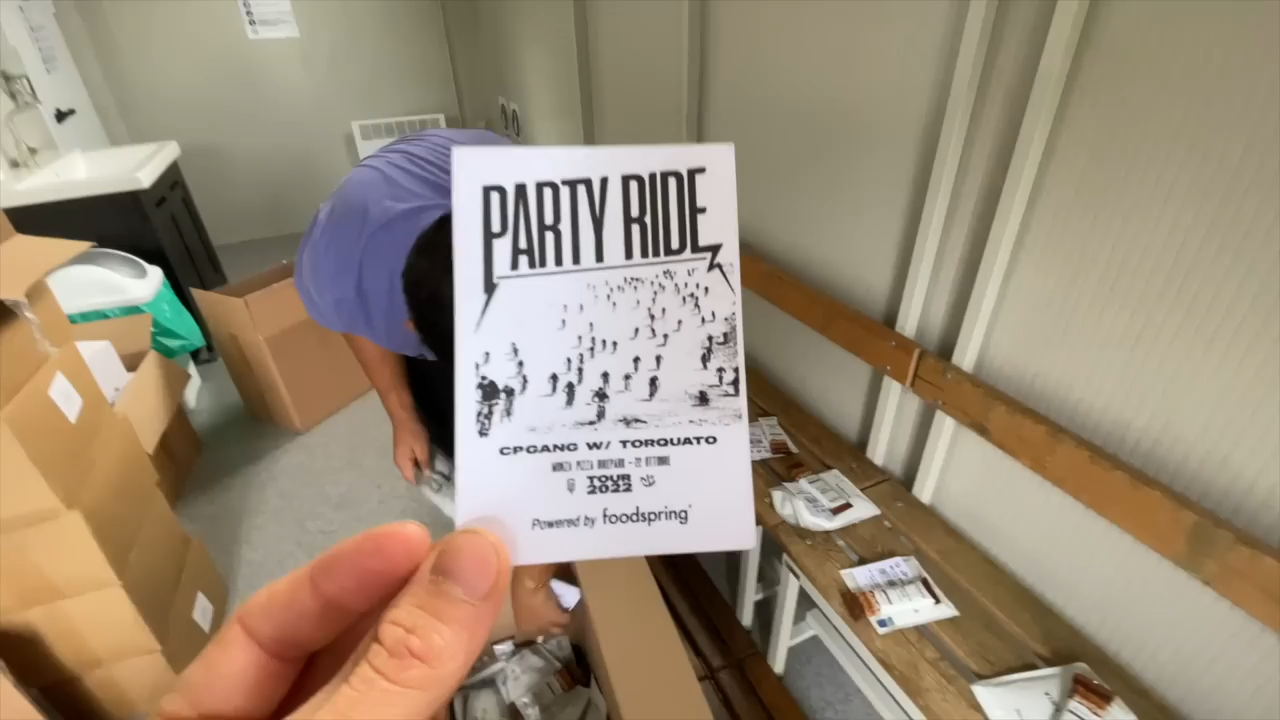 PARTY RIDE
CPGANG W/ TORQUATO
MONZA PIZZA BIKEPARK - 22 OTTOBRE
TOUR
2022
Powered by foodspring